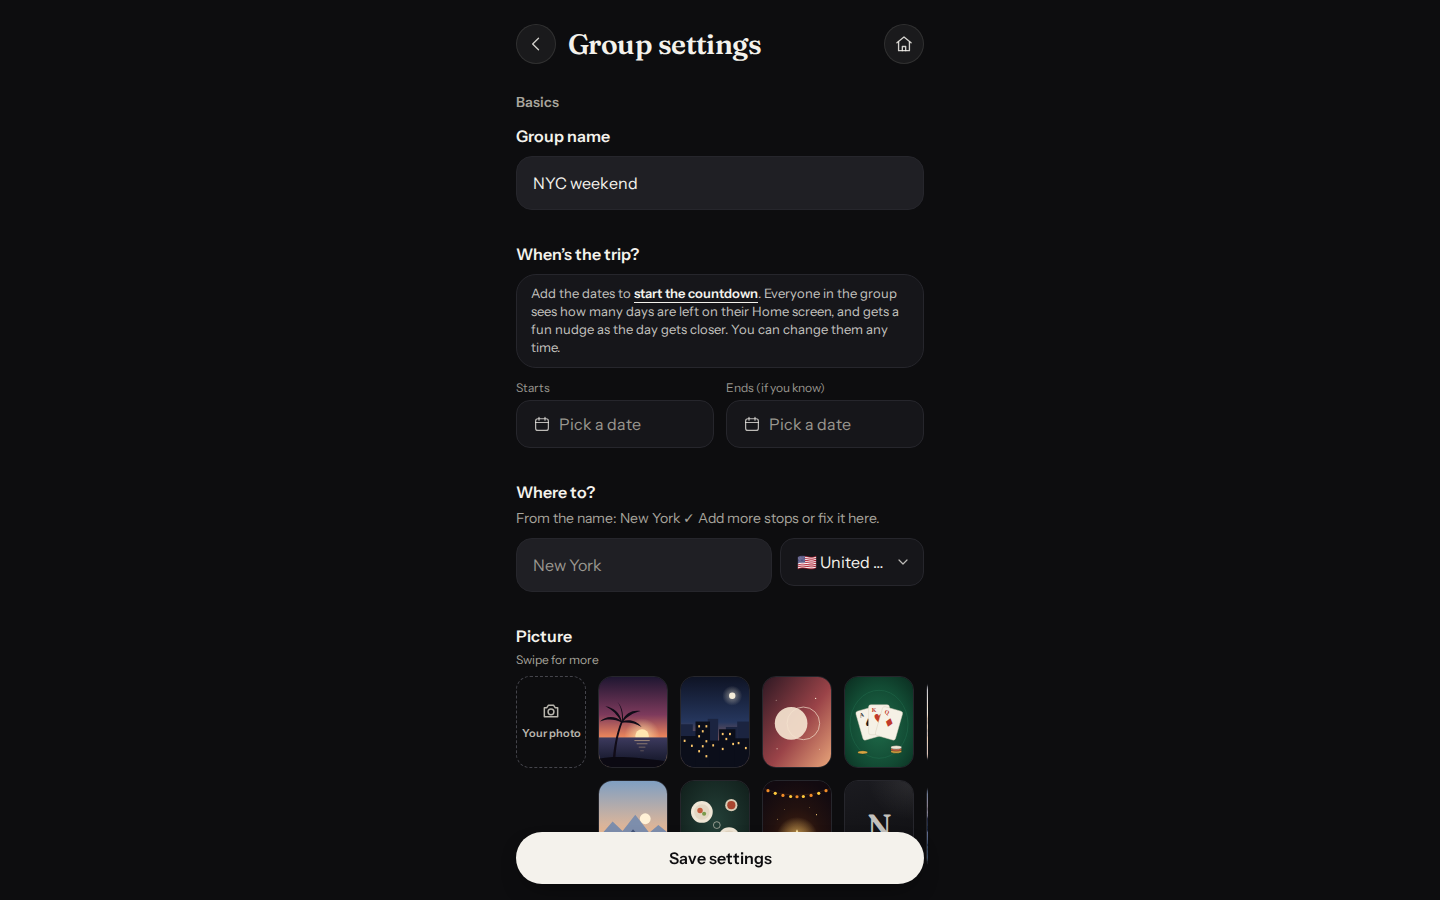 Group settings
Basics
Group name
NYC weekend
When's the trip?
Add the dates to start the countdown. Everyone in the group
sees how many days are left on their Home screen, and gets a
fun nudge as the day gets closer. You can change them any
time.
Starts
Ends (if you know)
Pick a date
Pick a date
Where to?
From the name: New York ✓ Add more stops or fix it here.
New York
🇺🇸 United ...
Picture
Swipe for more
Your photo
A K Q
N
Save settings